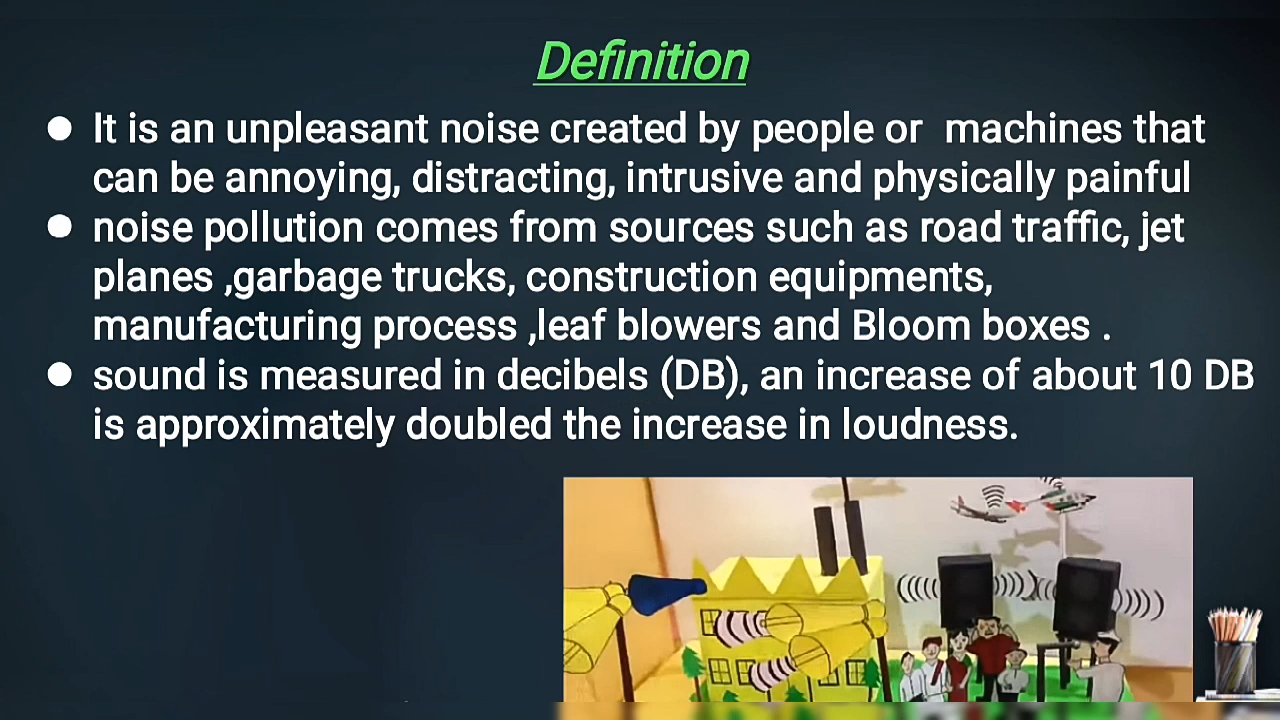 Definition
● It is an unpleasant noise created by people or  machines that
can be annoying, distracting, intrusive and physically painful
● noise pollution comes from sources such as road traffic, jet
planes ,garbage trucks, construction equipments,
manufacturing process ,leaf blowers and Bloom boxes .
● sound is measured in decibels (DB), an increase of about 10 DB
is approximately doubled the increase in loudness.